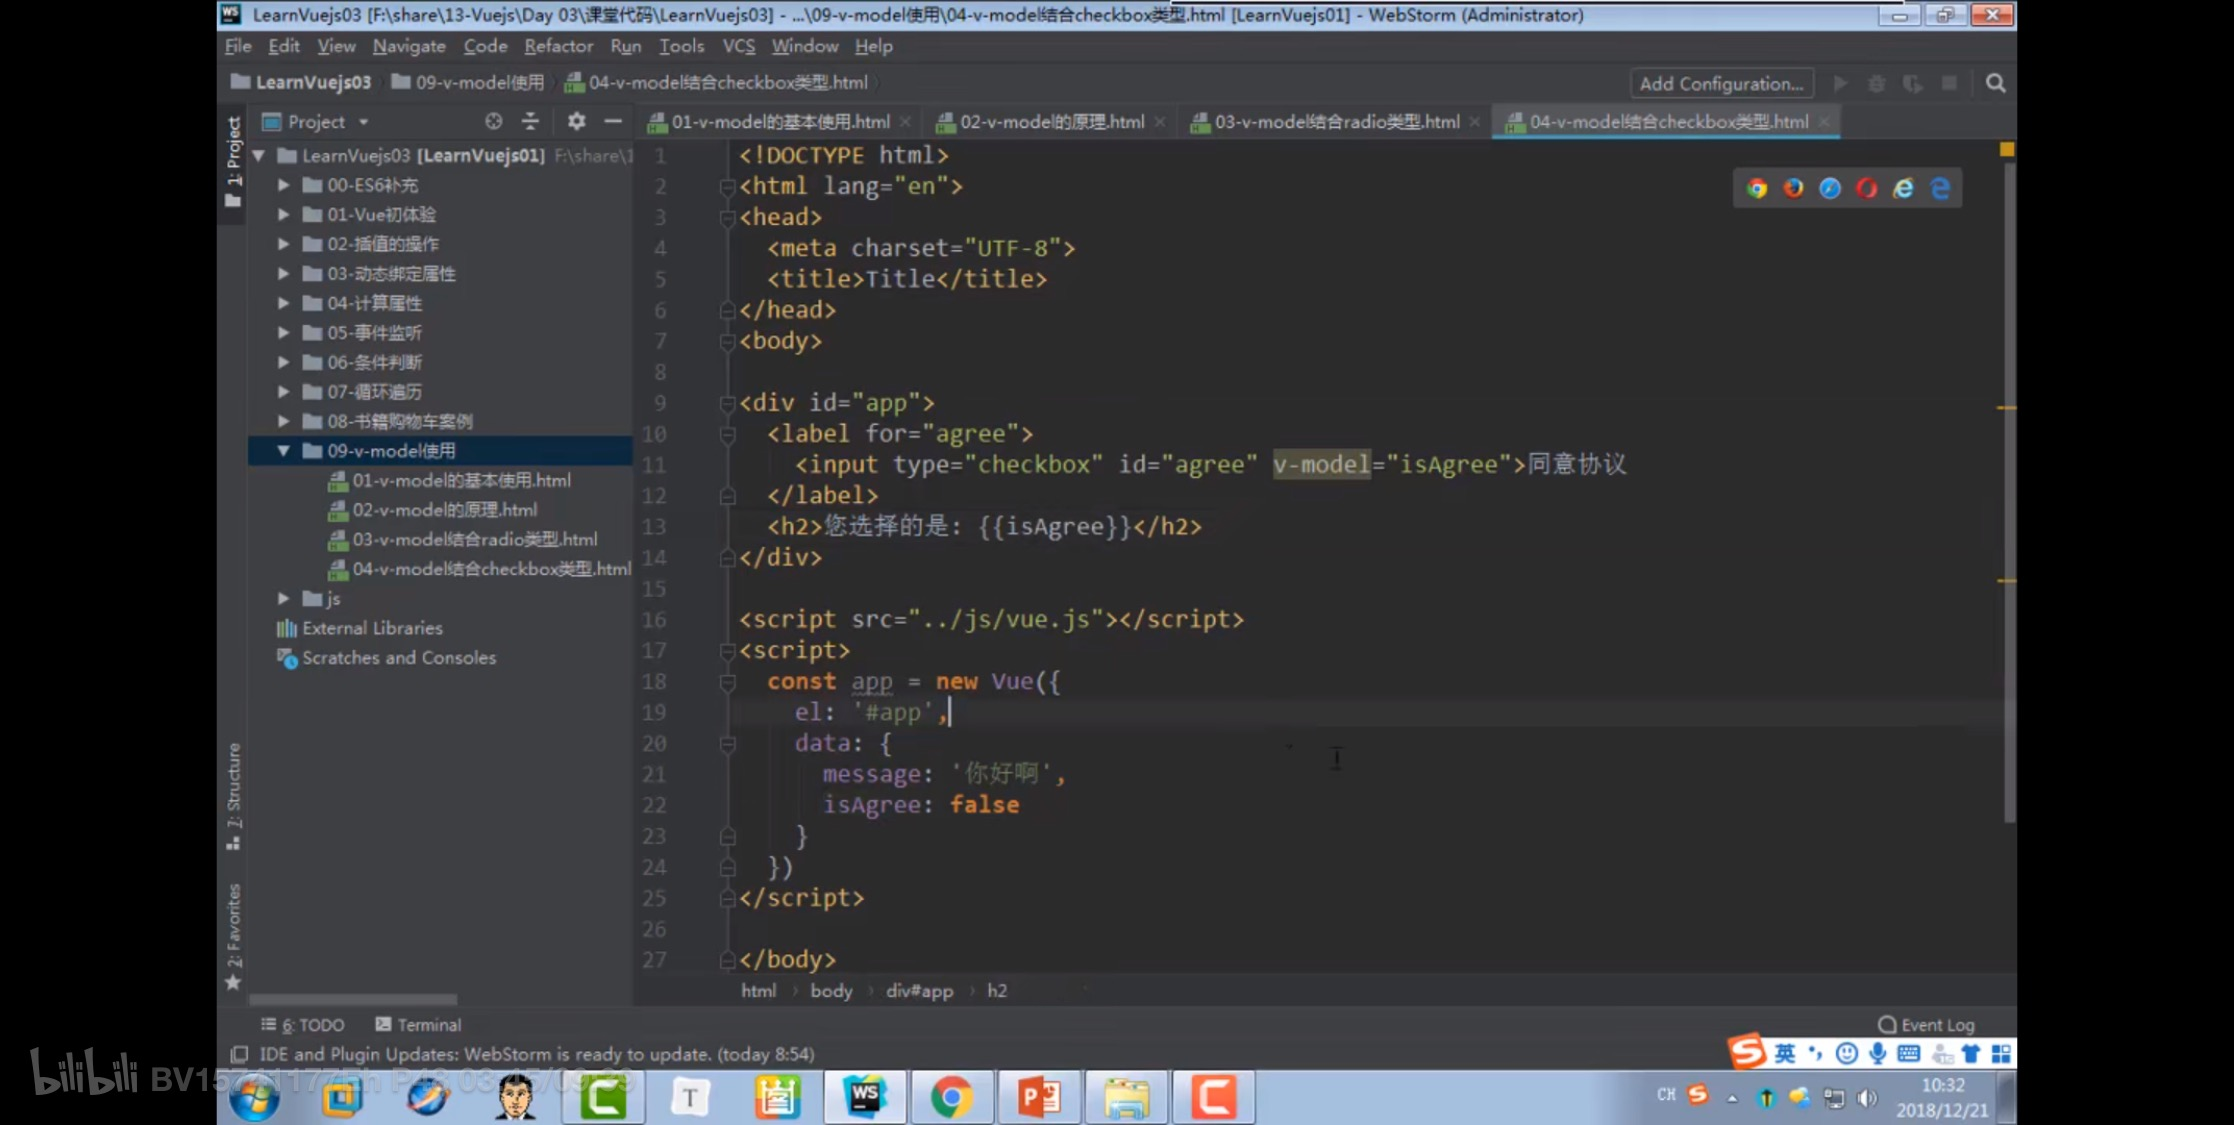 LearnVuejs03 [F:\share\13-Vuejs\Day 03\课堂代码\LearnVuejs03] - ...\09-v-model使用\04-v-model结合checkbox类型.html [LearnVuejs01] - WebStorm (Administrator)
File Edit View Navigate Code Refactor Run Tools VCS Window Help
LearnVuejs03 09-v-model使用 04-v-model结合checkbox类型.html Add Configuration...
Project 01-v-model的基本使用.html 02-v-model的原理.html 03-v-model结合radio类型.html 04-v-model结合checkbox类型.html
1: Project
LearnVuejs03 [LearnVuejs01] F:\share\1
00-ES6补充
01-Vue初体验
02-插值的操作
03-动态绑定属性
04-计算属性
05-事件监听
06-条件判断
07-循环遍历
08-书籍购物车案例
09-v-model使用
01-v-model的基本使用.html
02-v-model的原理.html
03-v-model结合radio类型.html
04-v-model结合checkbox类型.html
js
External Libraries
Scratches and Consoles
7: Structure
2: Favorites
1 <!DOCTYPE html>
2 <html lang="en">
3 <head>
4 <meta charset="UTF-8">
5 <title>Title</title>
6 </head>
7 <body>
8
9 <div id="app">
10 <label for="agree">
11 <input type="checkbox" id="agree" v-model="isAgree">同意协议
12 </label>
13 <h2>您选择的是: {{isAgree}}</h2>
14 </div>
15
16 <script src="../js/vue.js"></script>
17 <script>
18 const app = new Vue({
19 el: '#app',
20 data: {
21 message: '你好啊',
22 isAgree: false
23 }
24 })
25 </script>
26
27 </body>
html body div#app h2
6: TODO Terminal Event Log
IDE and Plugin Updates: WebStorm is ready to update. (today 8:54)
英
bilibili
WS
CH
10:32
2018/12/21